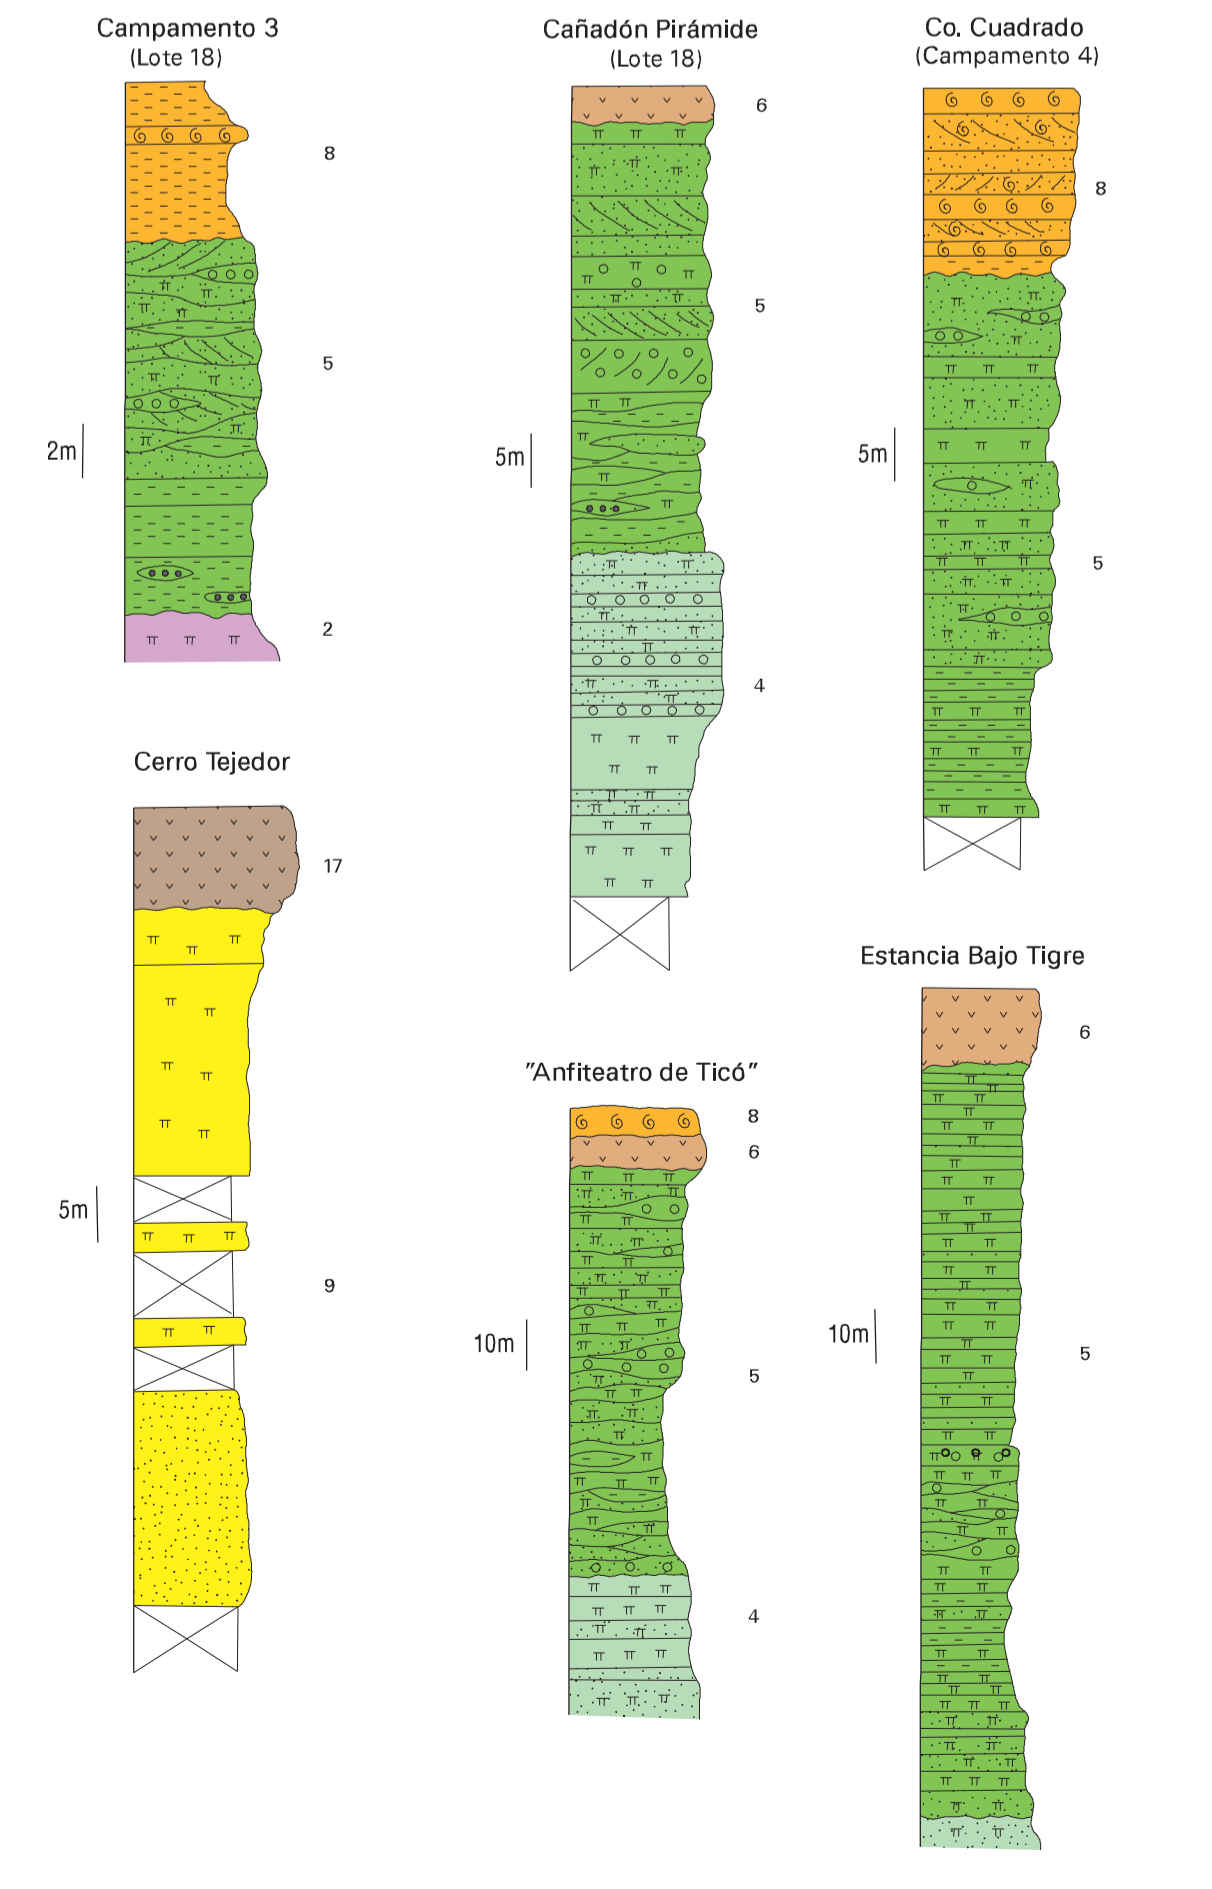 Campamento 3
(Lote 18)
8
5
2m
2
Cañadón Pirámide
(Lote 18)
6
5
5m
4
Co. Cuadrado
(Campamento 4)
8
5m
5
Cerro Tejedor
17
5m
9
"Anfiteatro de Ticó"
8
6
10m
5
4
Estancia Bajo Tigre
6
10m
5